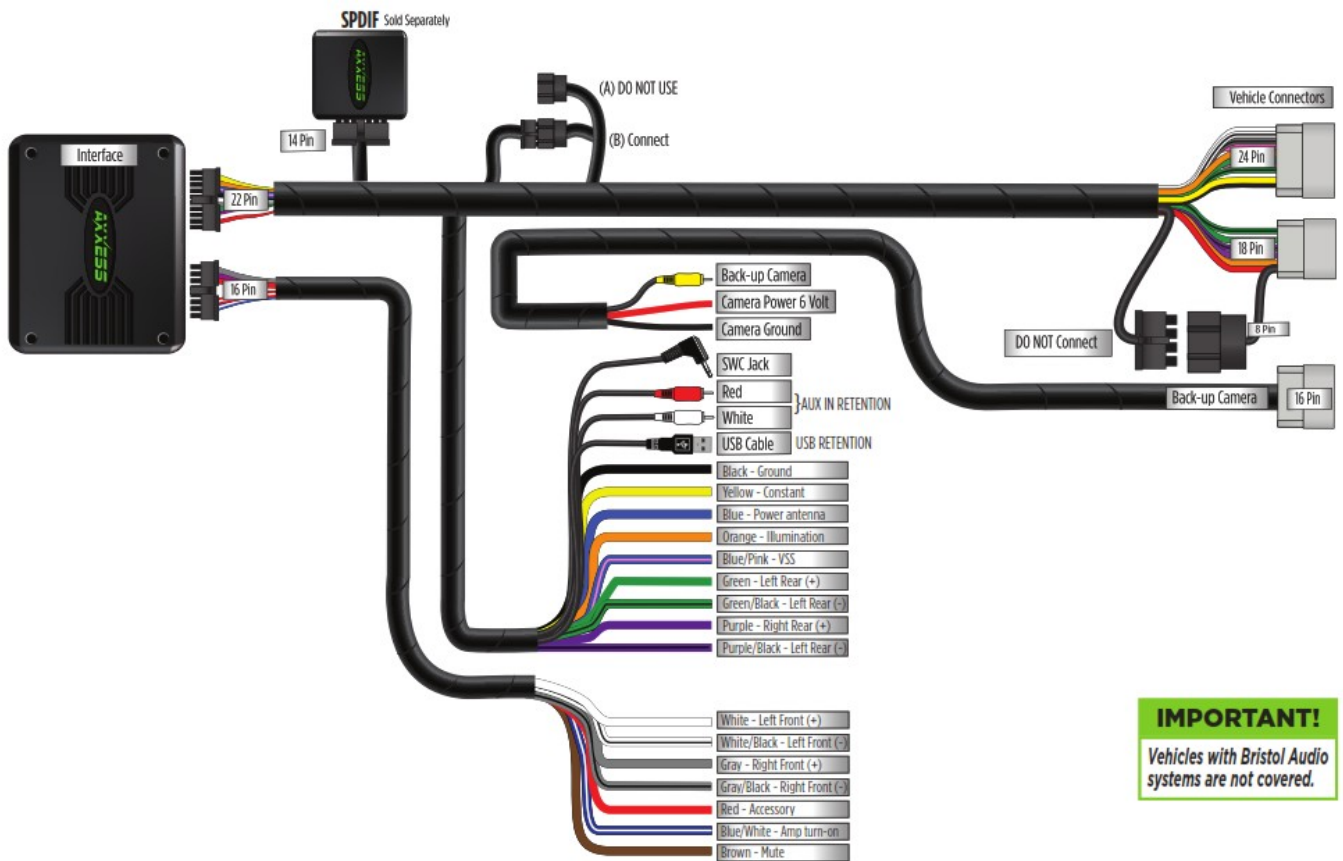 SPDIF Sold Separately
AXXESS
14 Pin
(A) DO NOT USE
(B) Connect
Vehicle Connectors
Interface
AXXESS
22 Pin
16 Pin
24 Pin
18 Pin
8 Pin
DO NOT Connect
Back-up Camera
16 Pin
Back-up Camera
Camera Power 6 Volt
Camera Ground
SWC Jack
Red
White
}AUX IN RETENTION
USB Cable USB RETENTION
Black - Ground
Yellow - Constant
Blue - Power antenna
Orange - Illumination
Blue/Pink - VSS
Green - Left Rear (+)
Green/Black - Left Rear (-)
Purple - Right Rear (+)
Purple/Black - Left Rear (-)
White - Left Front (+)
White/Black - Left Front (-)
Gray - Right Front (+)
Gray/Black - Right Front (-)
Red - Accessory
Blue/White - Amp turn-on
Brown - Mute
IMPORTANT!
Vehicles with Bristol Audio
systems are not covered.